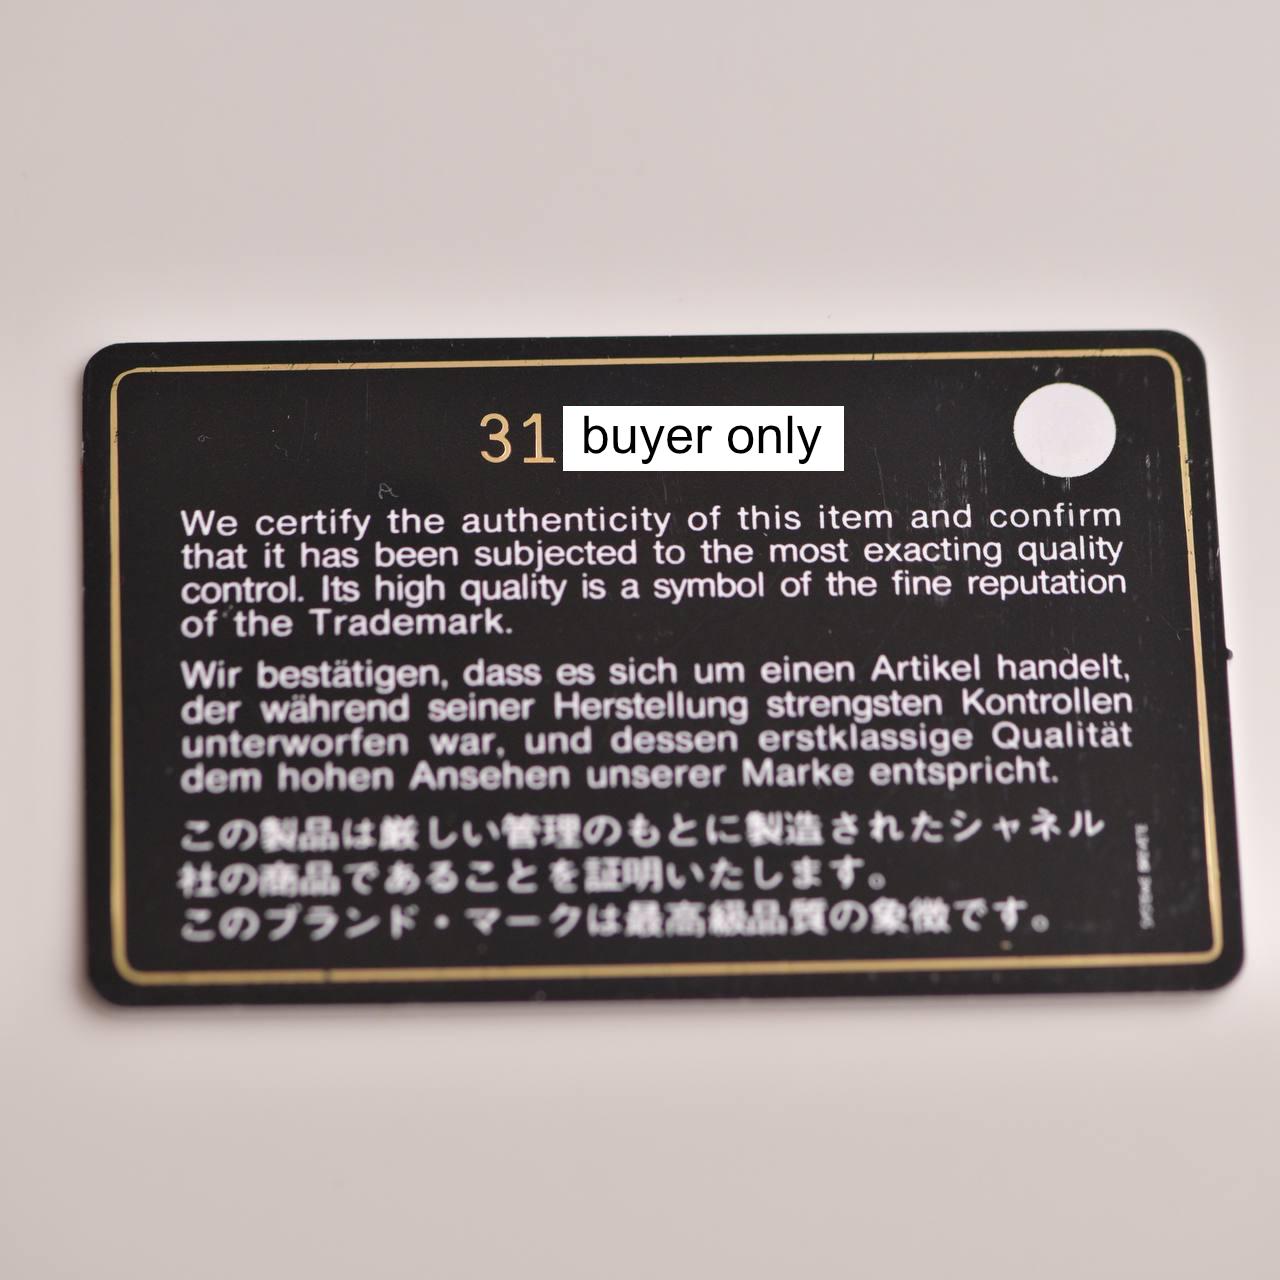 31 buyer only
We certify the authenticity of this item and confirm
that it has been subjected to the most exacting quality
control. Its high quality is a symbol of the fine reputation
of the Trademark.
Wir bestätigen, dass es sich um einen Artikel handelt,
der während seiner Herstellung strengsten Kontrollen
unterworfen war, und dessen erstklassige Qualität
dem hohen Ansehen unserer Marke entspricht.
この製品は厳しい管理のもとに製造されたシャネル
社の商品であることを証明いたします。
このブランド・マークは最高級品質の象徴です。